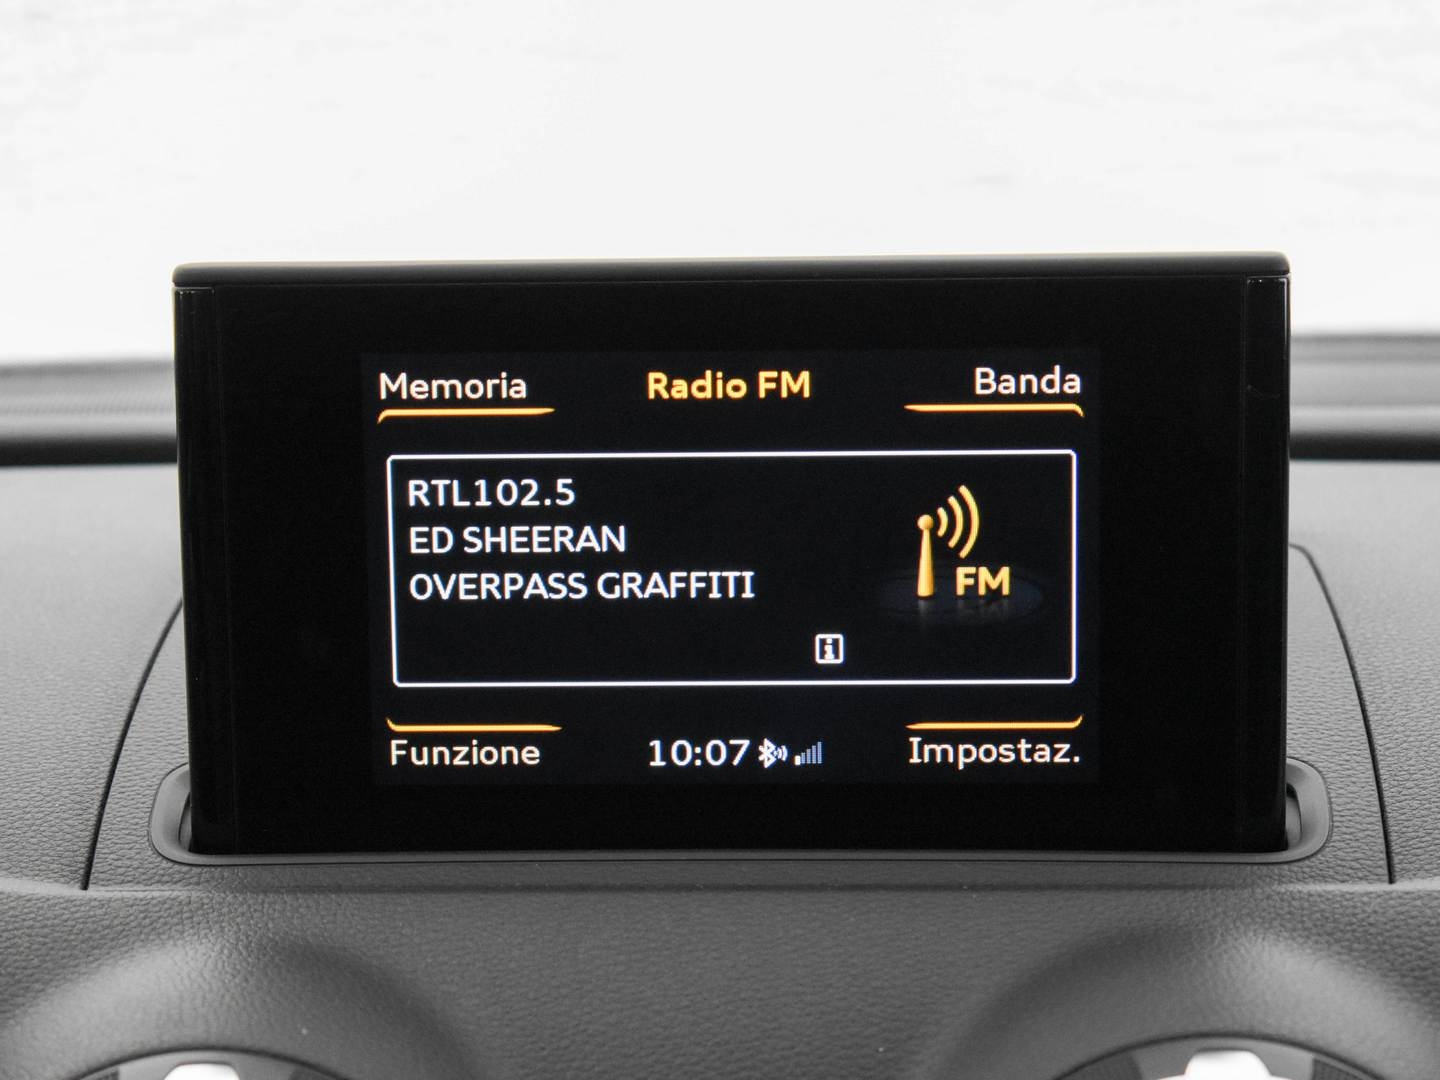 Memoria Radio FM Banda
RTL102.5
ED SHEERAN
OVERPASS GRAFFITI
FM
i
Funzione 10:07 Impostaz.